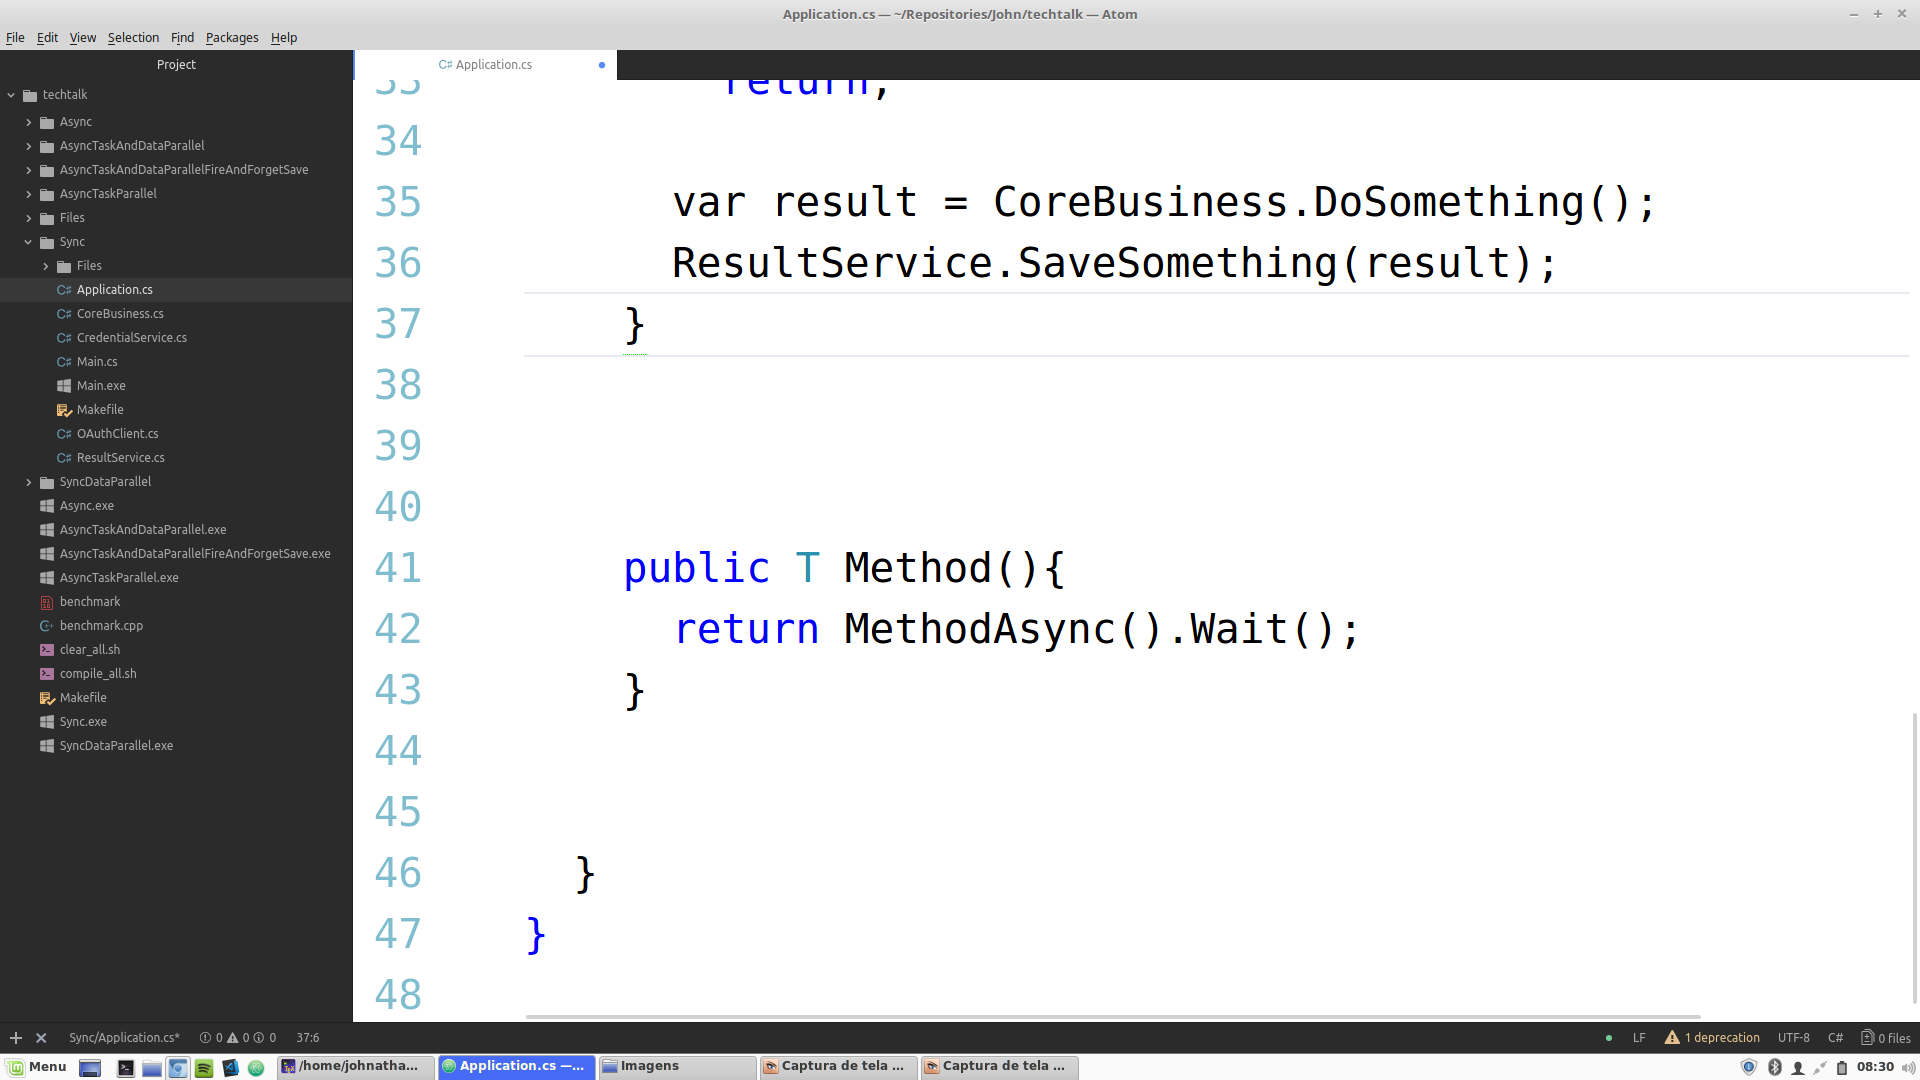 Application.cs — ~/Repositories/John/techtalk — Atom
File Edit View Selection Find Packages Help
Project
Application.cs
techtalk
Async
AsyncTaskAndDataParallel
AsyncTaskAndDataParallelFireAndForgetSave
AsyncTaskParallel
Files
Sync
Files
Application.cs
CoreBusiness.cs
CredentialService.cs
Main.cs
Main.exe
Makefile
OAuthClient.cs
ResultService.cs
SyncDataParallel
Async.exe
AsyncTaskAndDataParallel.exe
AsyncTaskAndDataParallelFireAndForgetSave.exe
AsyncTaskParallel.exe
benchmark
benchmark.cpp
clear_all.sh
compile_all.sh
Makefile
Sync.exe
SyncDataParallel.exe
33 return;
34
35 var result = CoreBusiness.DoSomething();
36 ResultService.SaveSomething(result);
37 }
38
39
40
41 public T Method(){
42 return MethodAsync().Wait();
43 }
44
45
46 }
47 }
48
Sync/Application.cs* 0 0 0 37:6 LF 1 deprecation UTF-8 C# 0 files
Menu /home/johnatha... Application.cs —... Imagens Captura de tela ... Captura de tela ... 08:30